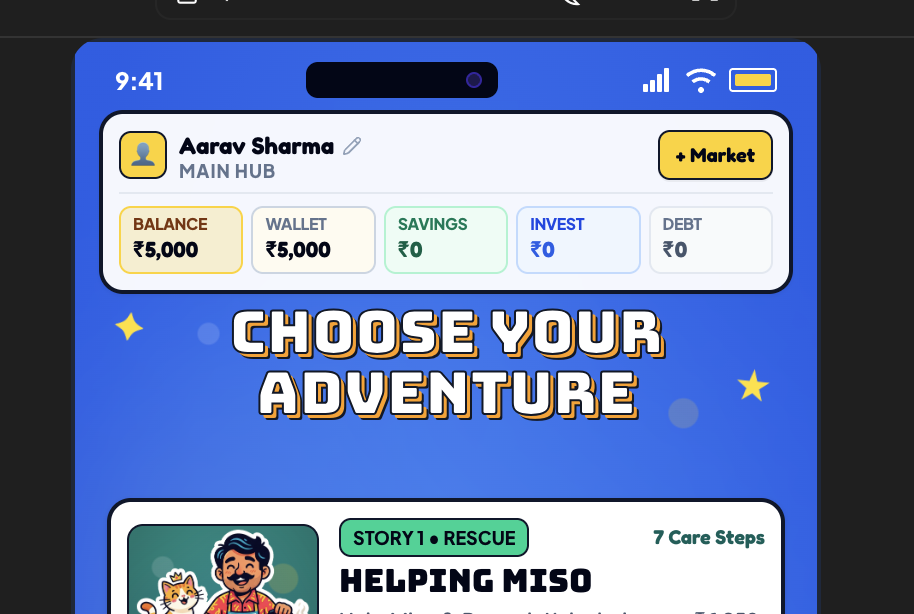 9:41
Aarav Sharma
MAIN HUB
+ Market
BALANCE
₹5,000
WALLET
₹5,000
SAVINGS
₹0
INVEST
₹0
DEBT
₹0
CHOOSE YOUR
ADVENTURE
STORY 1 • RESCUE
7 Care Steps
HELPING MISO